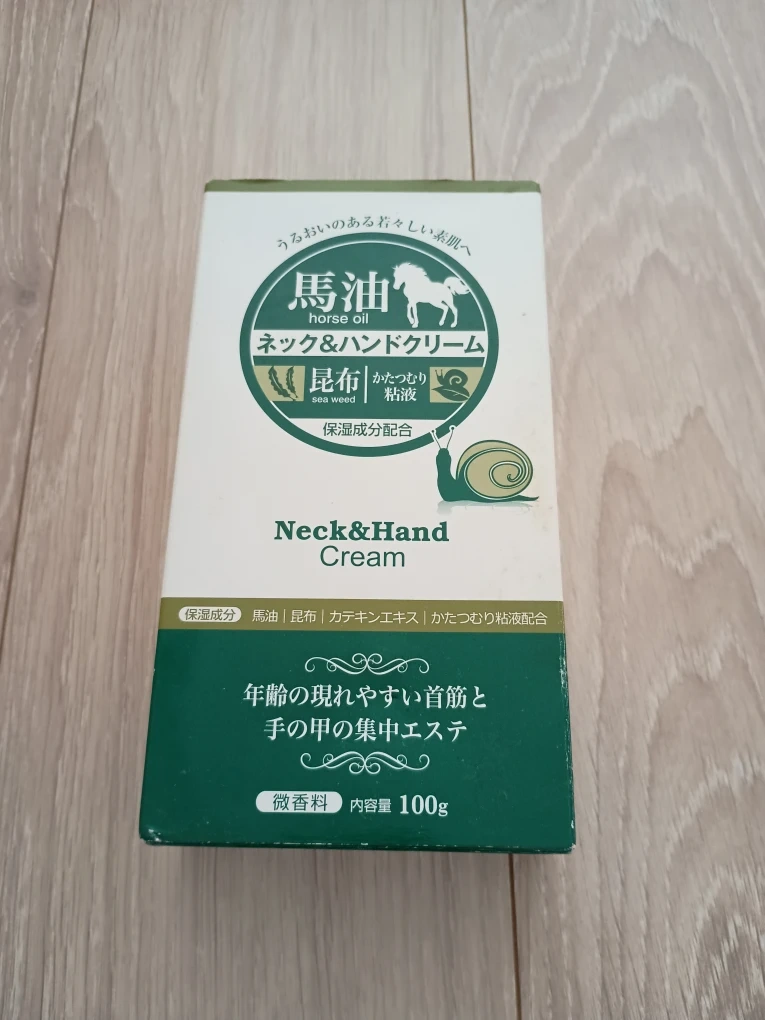 うるおいのある若々しい素肌へ
馬油
horse oil
ネック&ハンドクリーム
昆布
sea weed
かたつむり
粘液
保湿成分配合
Neck&Hand
Cream
保湿成分 馬油|昆布|カテキンエキス|かたつむり粘液配合
年齢の現れやすい首筋と
手の甲の集中エステ
微香料 内容量 100g